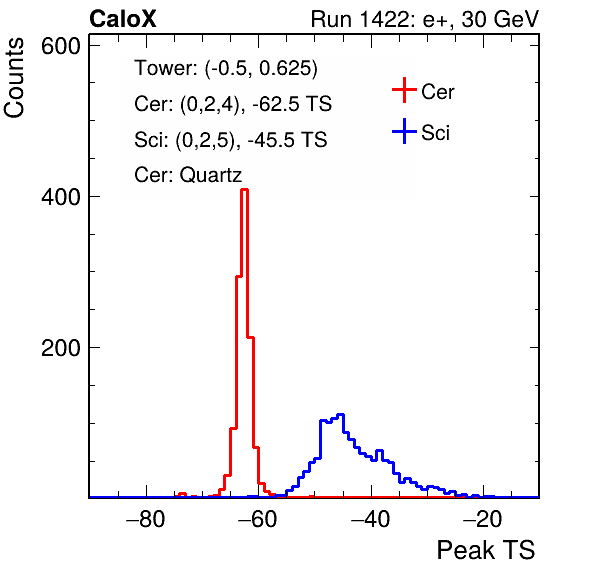 CaloX Run 1422: e+, 30 GeV
Counts
600
400
200
Tower: (-0.5, 0.625)
Cer: (0,2,4), -62.5 TS
Sci: (0,2,5), -45.5 TS
Cer: Quartz
Cer
Sci
−80 −60 −40 −20
Peak TS